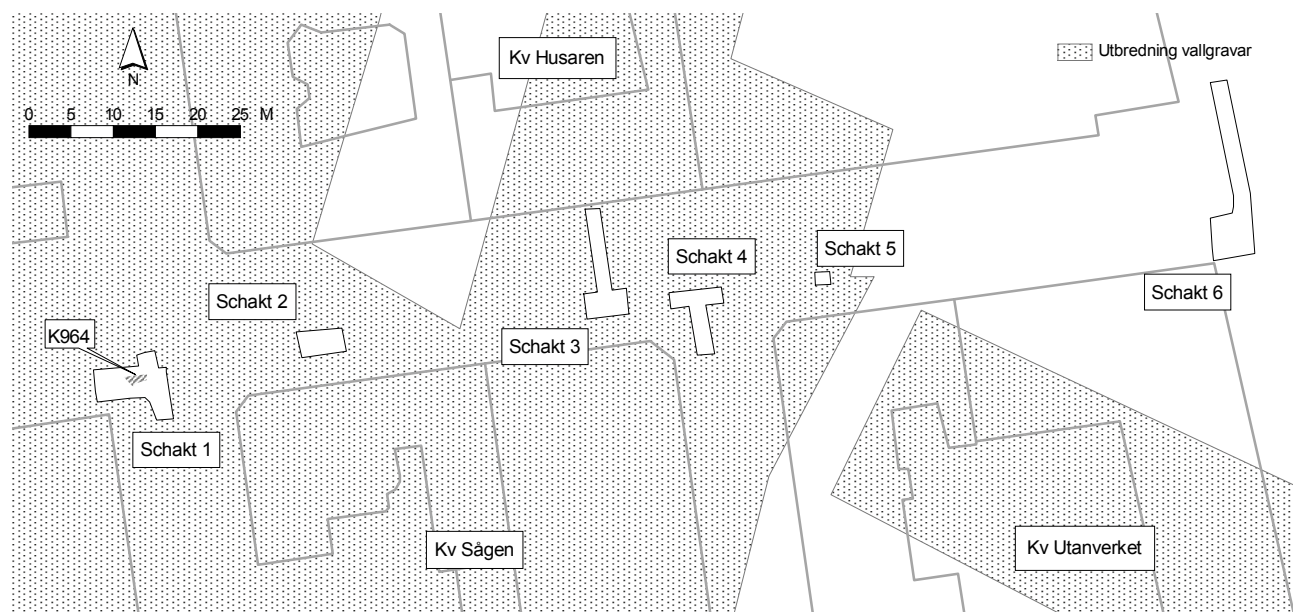 Kv Husaren
Utbredning vallgravar
N
0 5 10 15 20 25 M
Schakt 4
Schakt 5
Schakt 2
Schakt 6
K964
Schakt 3
Schakt 1
Kv Sågen
Kv Utanverket